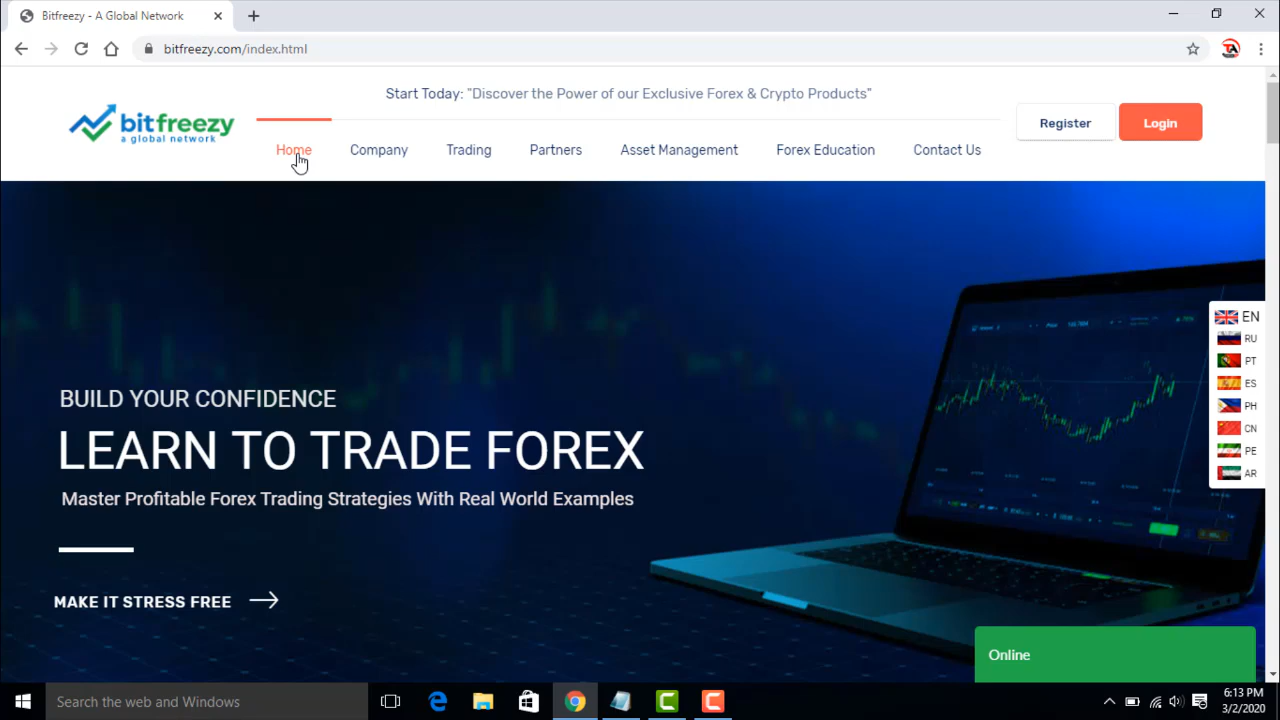 Bitfreezy - A Global Network
bitfreezy.com/index.html
TA
Start Today: "Discover the Power of our Exclusive Forex & Crypto Products"
bitfreezy
a global network
Home
Company
Trading
Partners
Asset Management
Forex Education
Contact Us
Register
Login
EN
RU
PT
ES
PH
CN
PE
AR
BUILD YOUR CONFIDENCE
LEARN TO TRADE FOREX
Master Profitable Forex Trading Strategies With Real World Examples
MAKE IT STRESS FREE
Online
Search the web and Windows
6:13 PM
3/2/2020